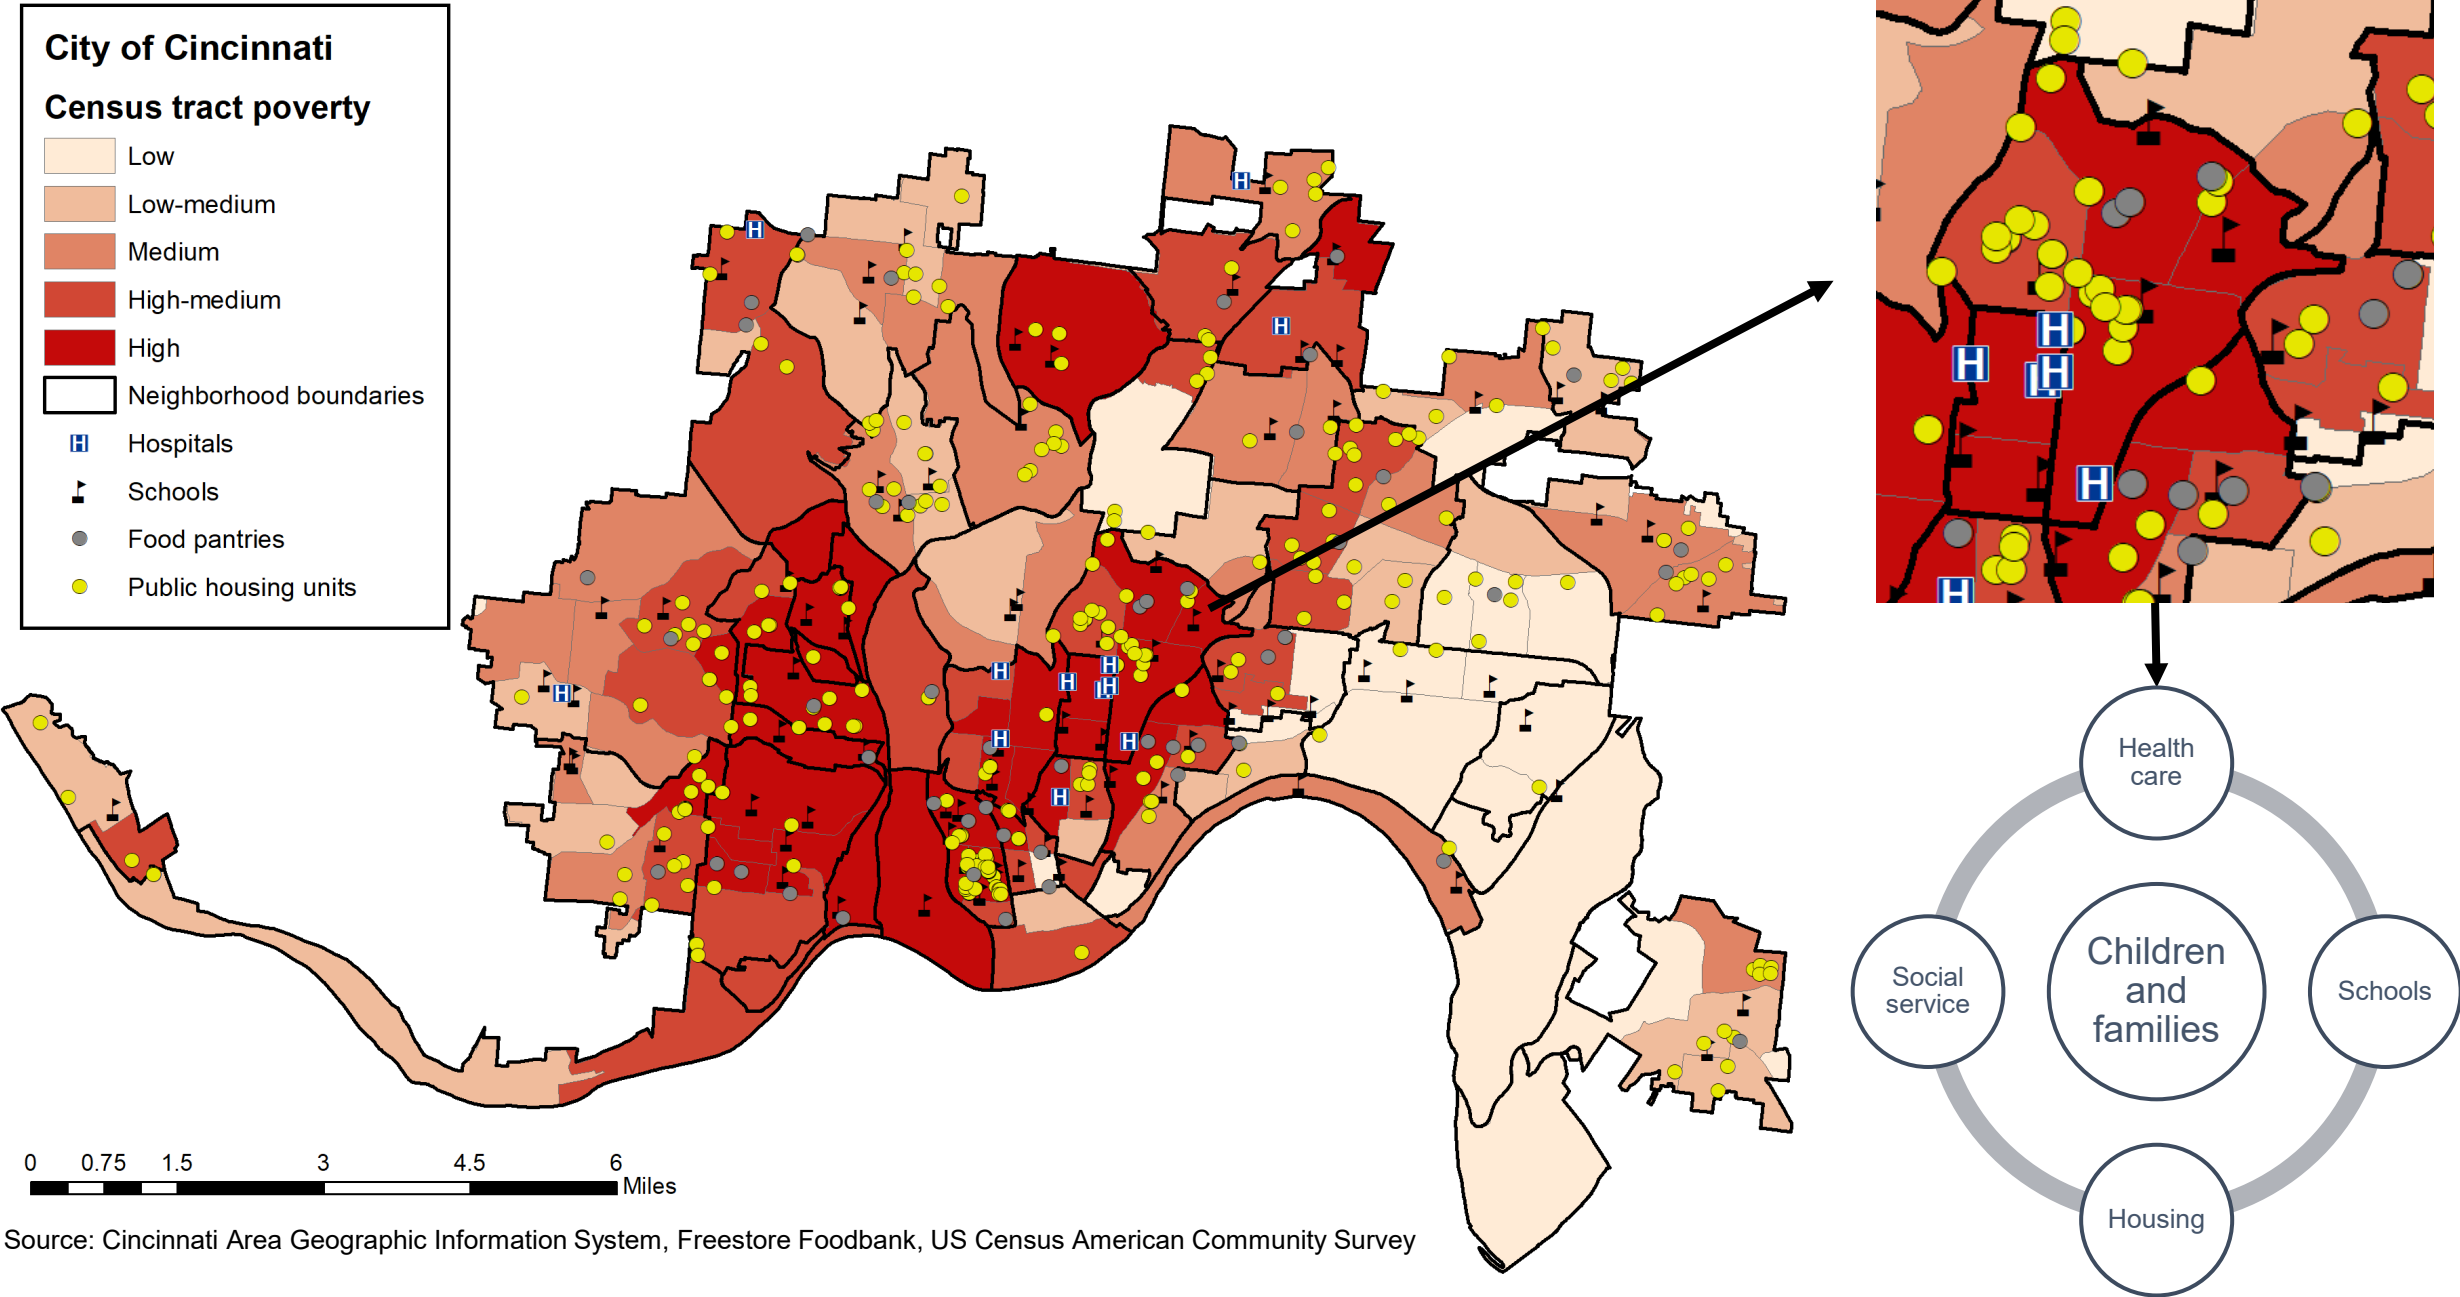 City of Cincinnati
Census tract poverty
Low
Low-medium
Medium
High-medium
High
Neighborhood boundaries
H Hospitals
Schools
Food pantries
Public housing units
0 0.75 1.5 3 4.5 6
Miles
Source: Cincinnati Area Geographic Information System, Freestore Foodbank, US Census American Community Survey
Health
care
Social
service
Children
and
families
Schools
Housing